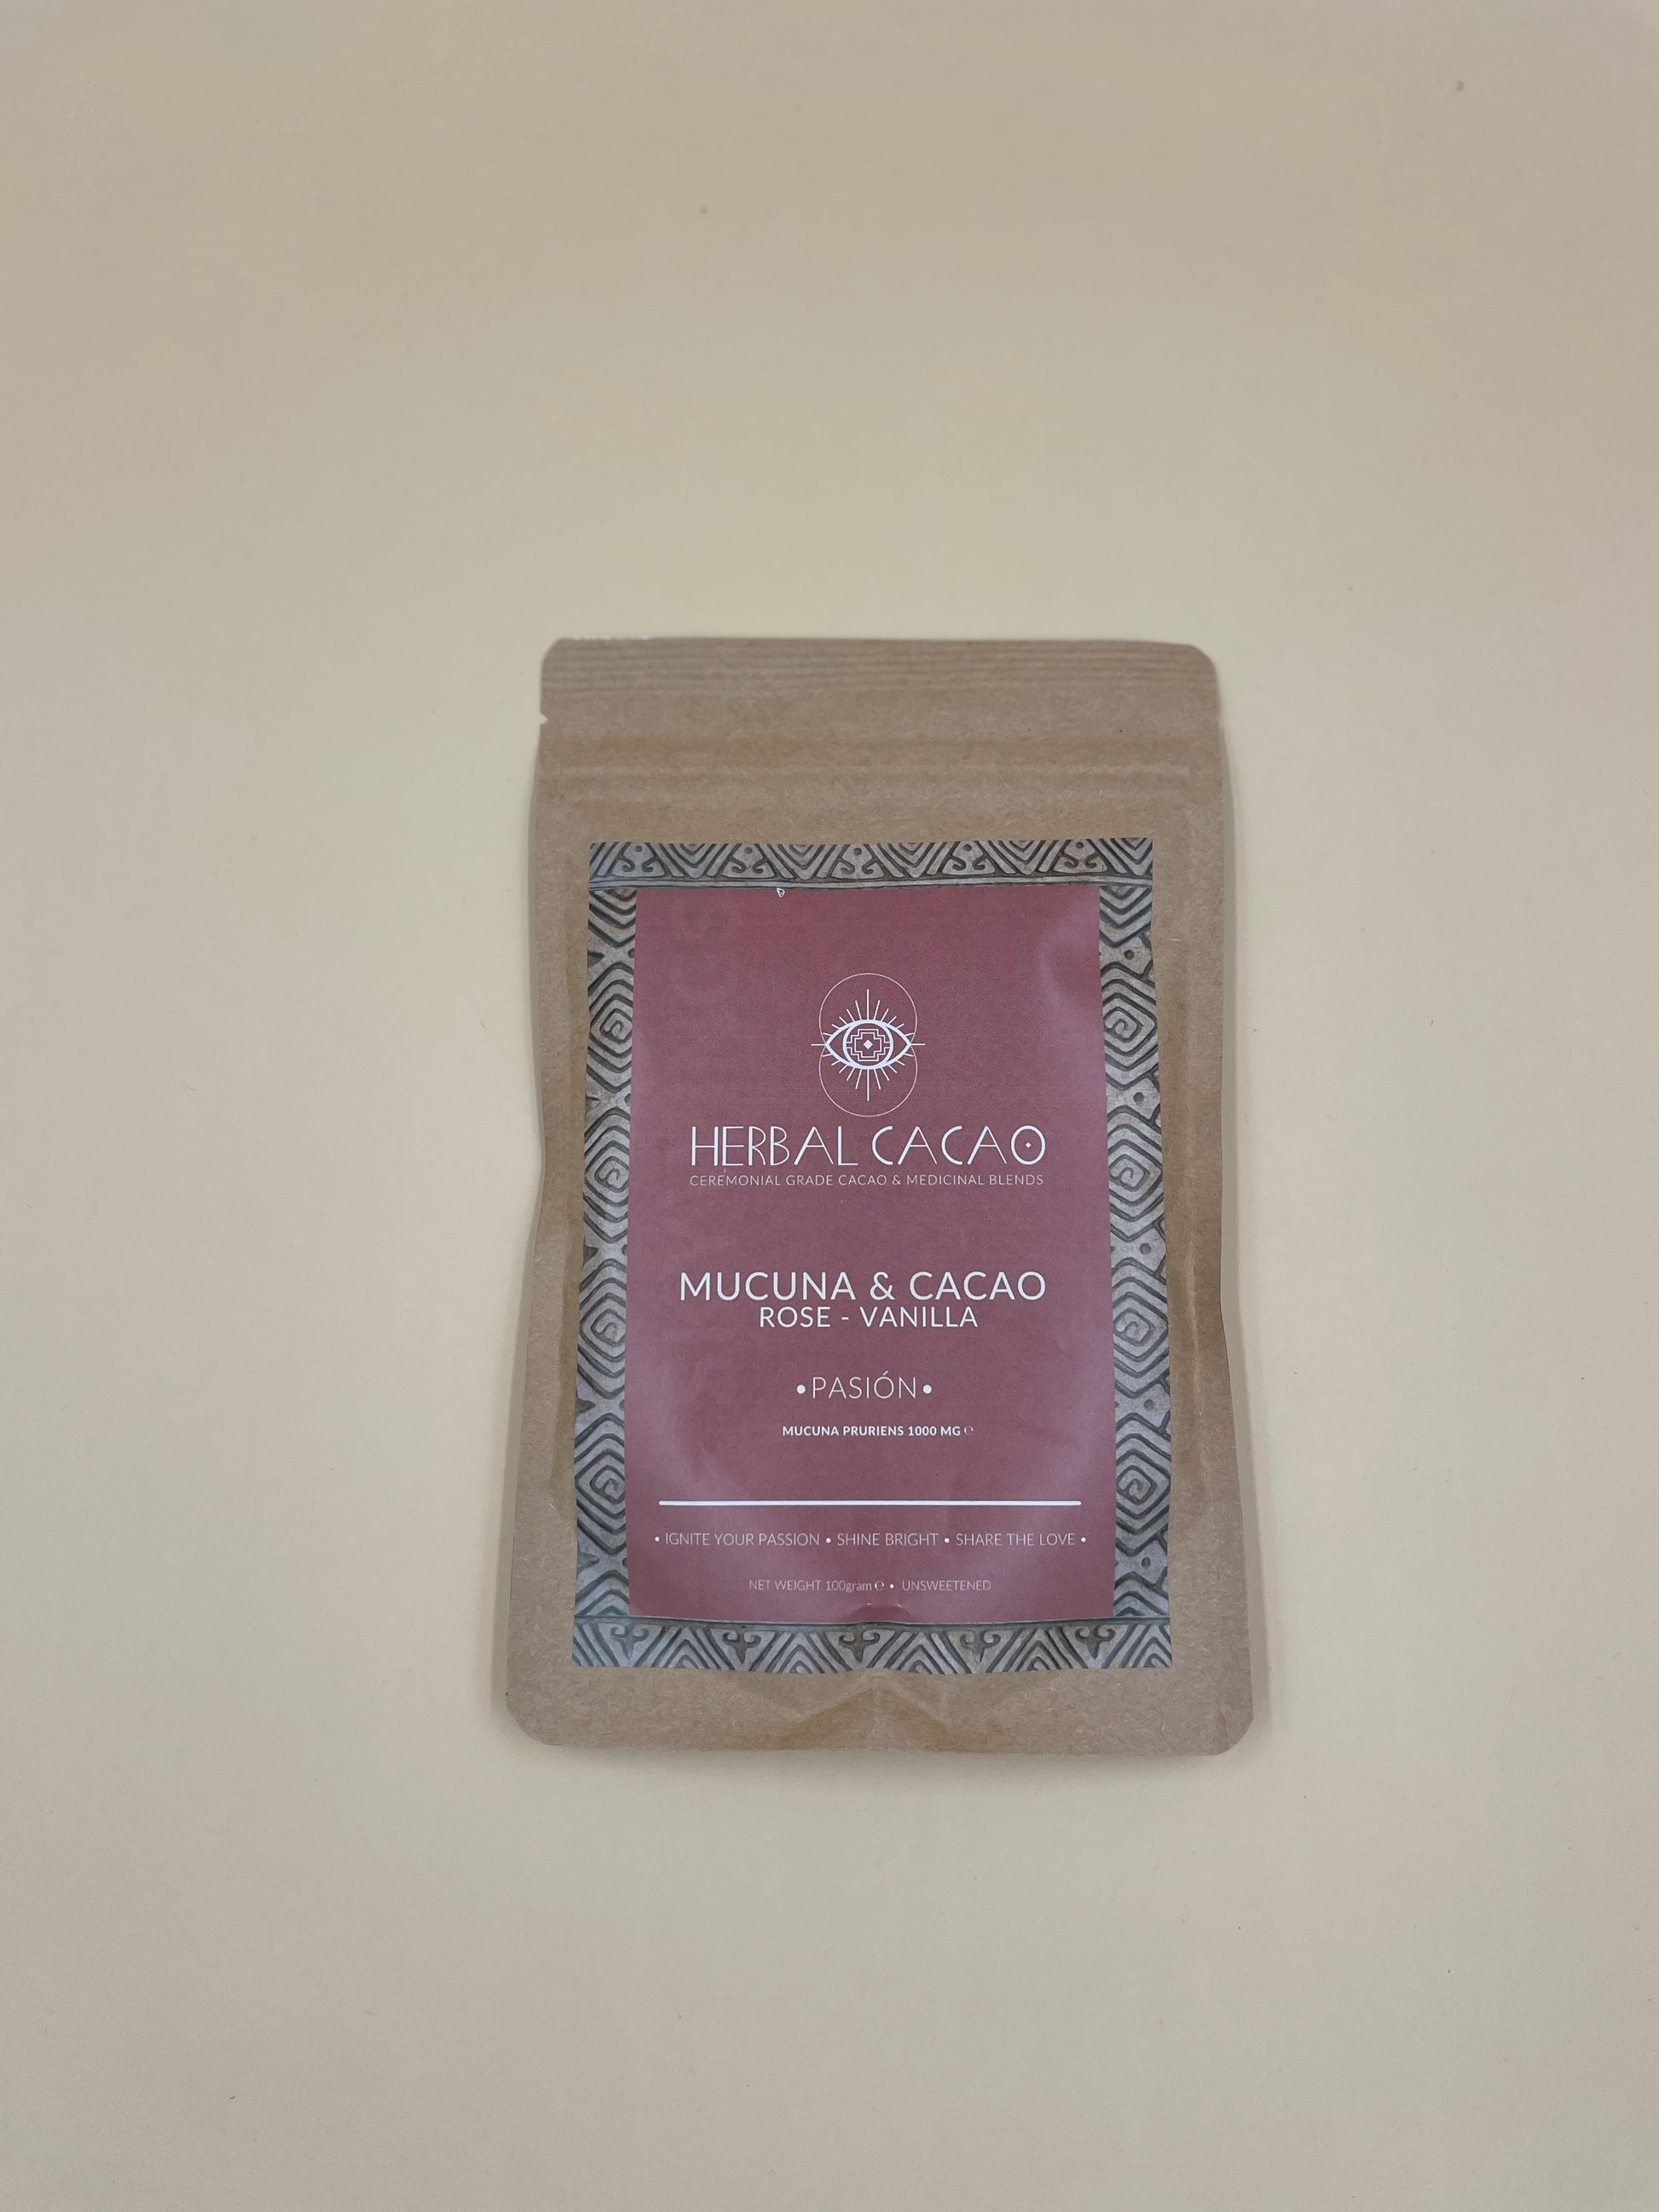 HERBAL CACAO
CEREMONIAL GRADE CACAO & MEDICINAL BLENDS
MUCUNA & CACAO
ROSE - VANILLA
•PASIÓN•
MUCUNA PRURIENS 1000 MG ℮
• IGNITE YOUR PASSION • SHINE BRIGHT • SHARE THE LOVE •
NET WEIGHT 100gram ℮ • UNSWEETENED